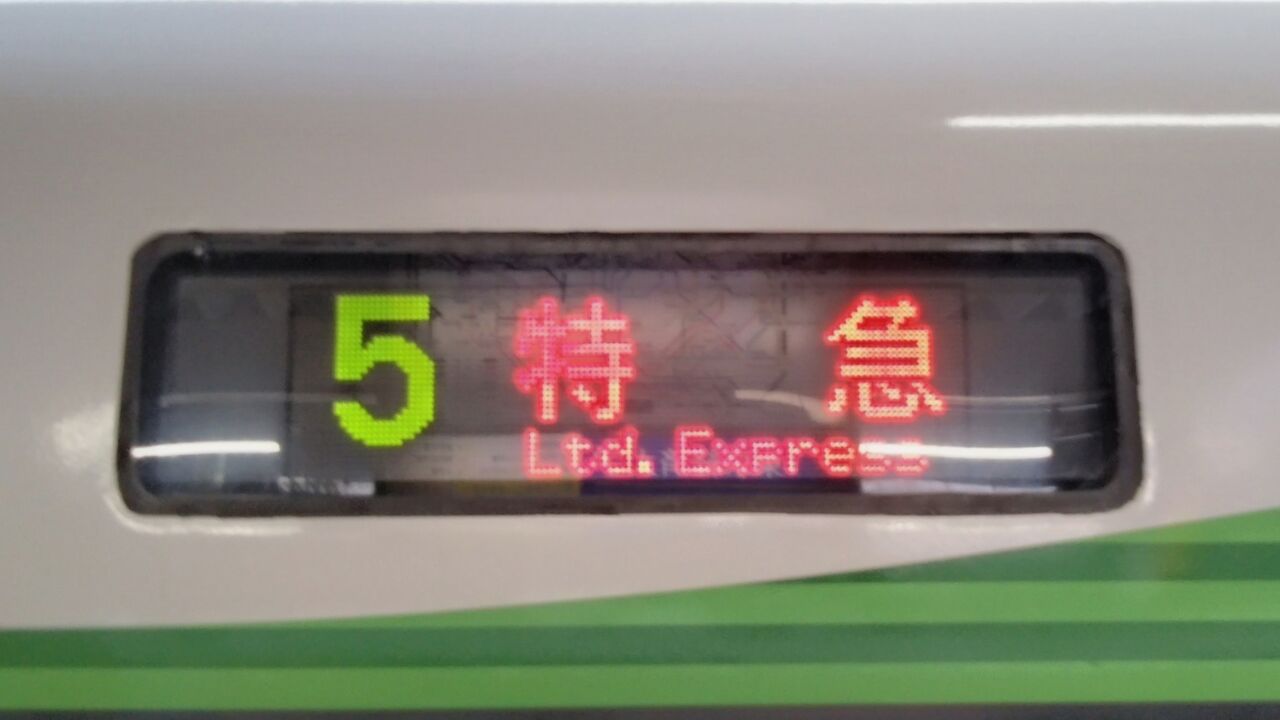 5 特急
Ltd. Express